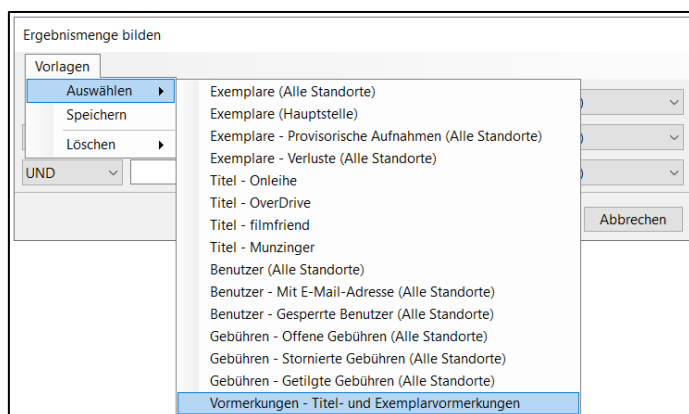 Ergebnismenge bilden
Vorlagen
Auswählen
Speichern
Löschen
Exemplare (Alle Standorte)
Exemplare (Hauptstelle)
Exemplare - Provisorische Aufnahmen (Alle Standorte)
Exemplare - Verluste (Alle Standorte)
Titel - Onleihe
Titel - OverDrive
Titel - filmfriend
Titel - Munzinger
Benutzer (Alle Standorte)
Benutzer - Mit E-Mail-Adresse (Alle Standorte)
Benutzer - Gesperrte Benutzer (Alle Standorte)
Gebühren - Offene Gebühren (Alle Standorte)
Gebühren - Stornierte Gebühren (Alle Standorte)
Gebühren - Getilgte Gebühren (Alle Standorte)
Vormerkungen - Titel- und Exemplarvormerkungen
UND
Abbrechen